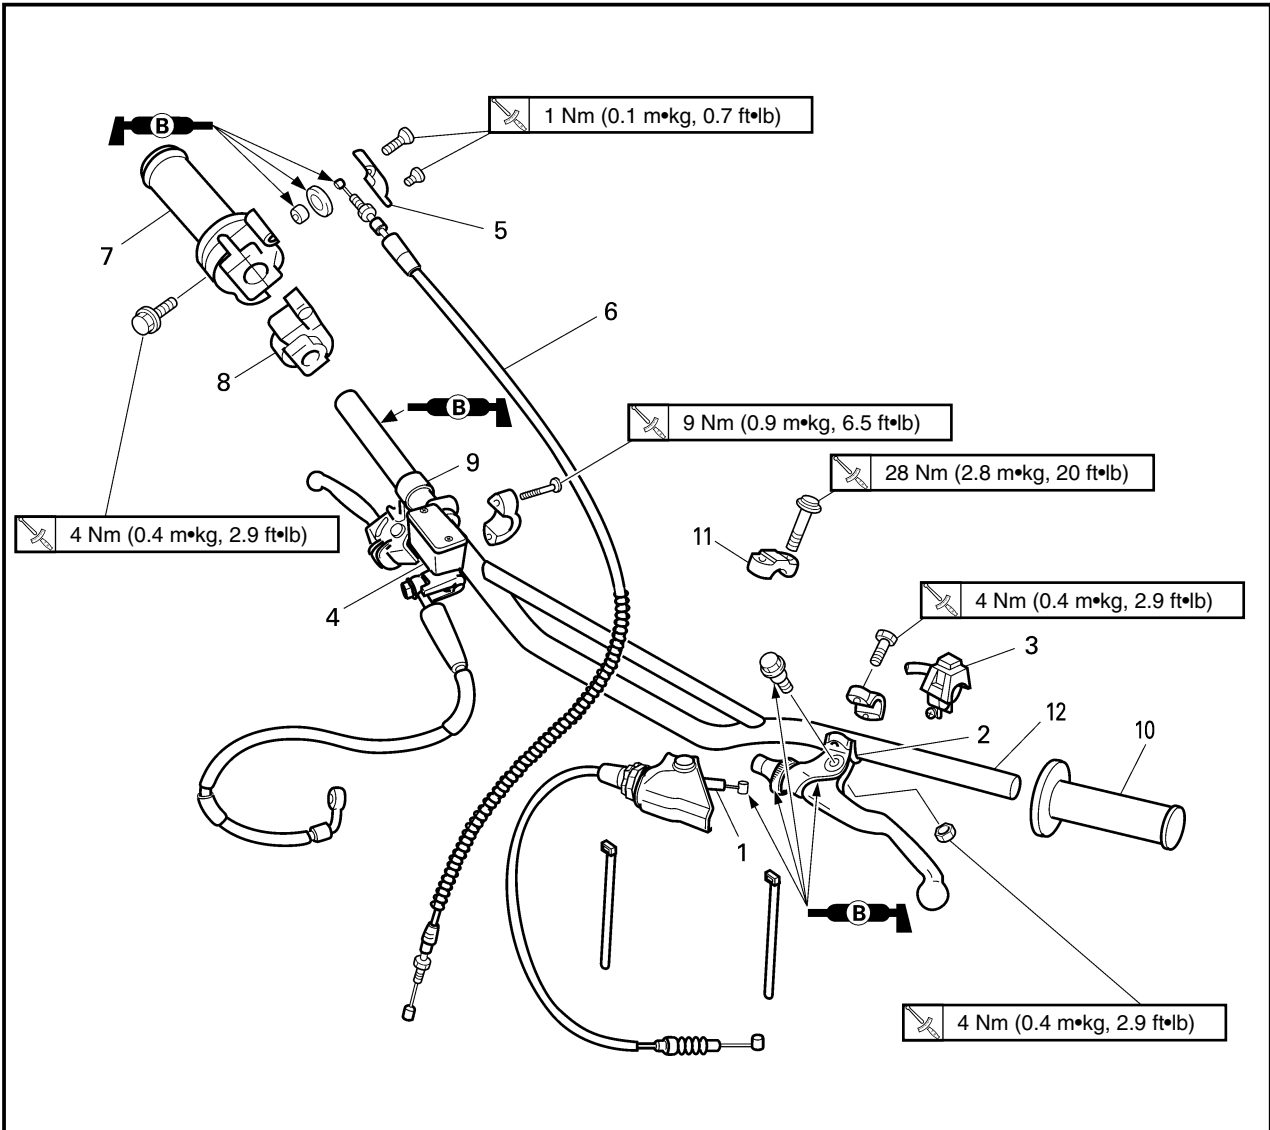 1 Nm (0.1 m•kg, 0.7 ft•lb)
B
5
7
6
8
B
9 Nm (0.9 m•kg, 6.5 ft•lb)
9
28 Nm (2.8 m•kg, 20 ft•lb)
4 Nm (0.4 m•kg, 2.9 ft•lb)
11
4
4 Nm (0.4 m•kg, 2.9 ft•lb)
3
12
2
10
1
B
4 Nm (0.4 m•kg, 2.9 ft•lb)